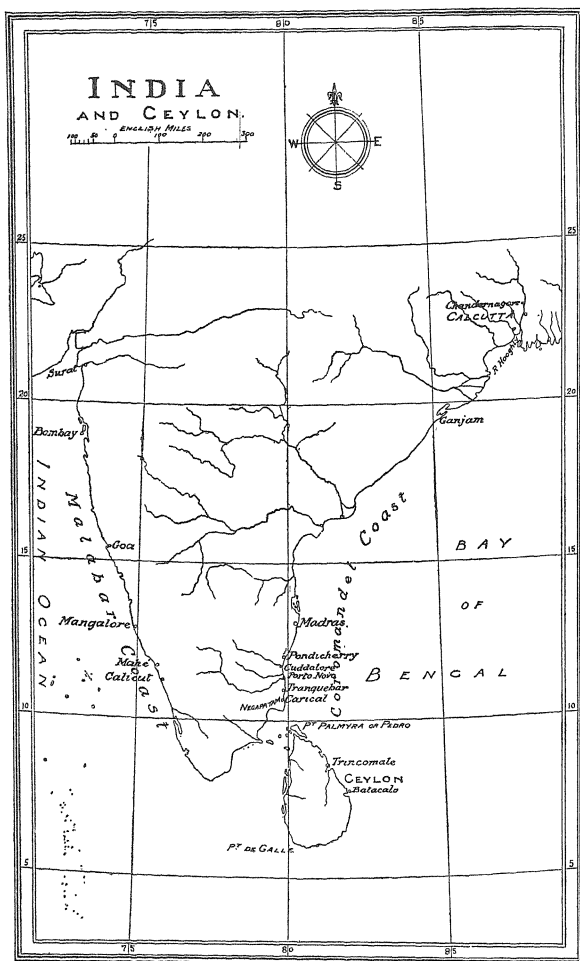 75 80 85
INDIA
AND CEYLON.
ENGLISH MILES
100 50 0 100 200 300
W E
S
25 25
Chandernagore
CALCUTTA
R. Hooghly
Surat
20 20
Ganjam
Bombay
INDIAN OCEAN
Malabar Coast
Coromandel Coast
BAY
OF
BENGAL
15 15
Goa
Mangalore
Madras
Mahé
Calicut
Pondicherry
Cuddalore
Porto Novo
Tranquebar
NEGAPATAM
Carical
10 10
PT PALMYRA OR PEDRO
Trincomale
CEYLON
Batacalo
PT DE GALLE
5 5
75 80 85